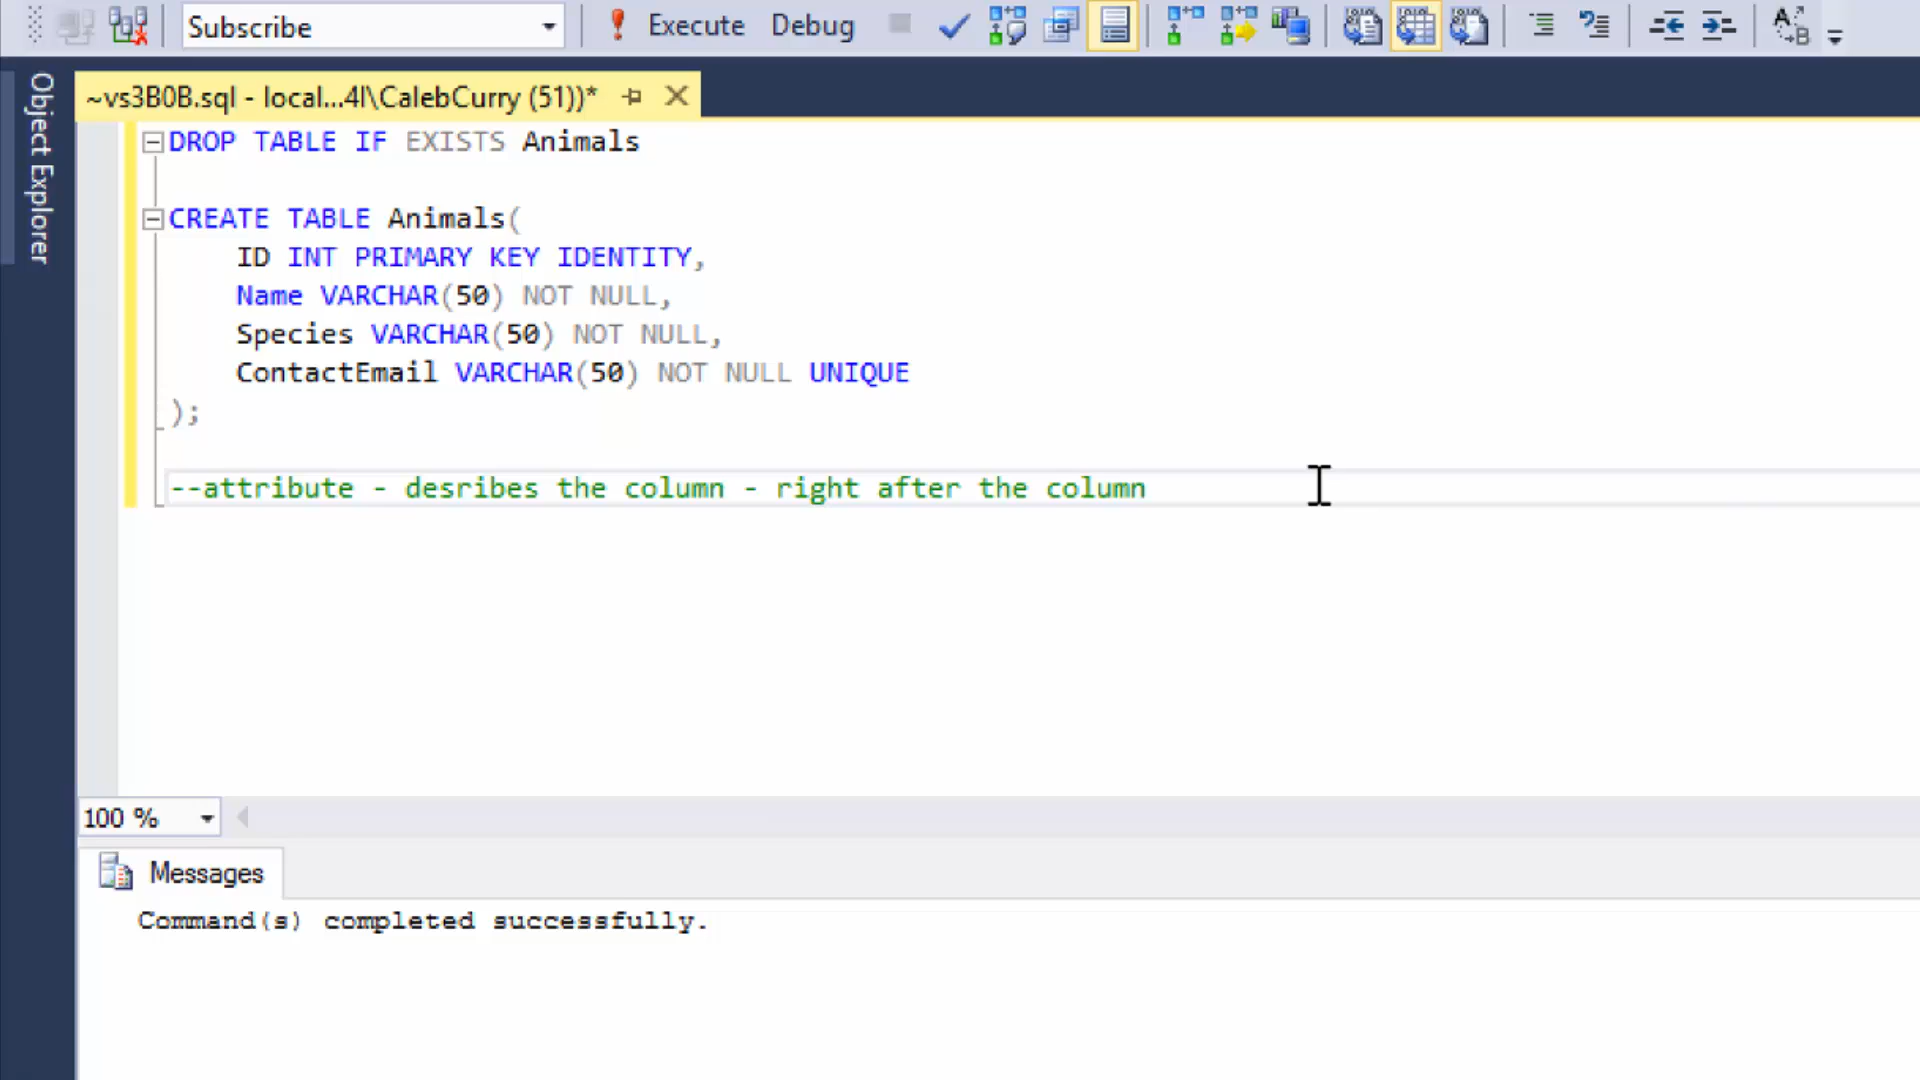 Subscribe
Execute Debug
Object Explorer
~vs3B0B.sql - local...4l\CalebCurry (51))*
DROP TABLE IF EXISTS Animals
CREATE TABLE Animals(
ID INT PRIMARY KEY IDENTITY,
Name VARCHAR(50) NOT NULL,
Species VARCHAR(50) NOT NULL,
ContactEmail VARCHAR(50) NOT NULL UNIQUE
);
--attribute - desribes the column - right after the column
100 %
Messages
Command(s) completed successfully.